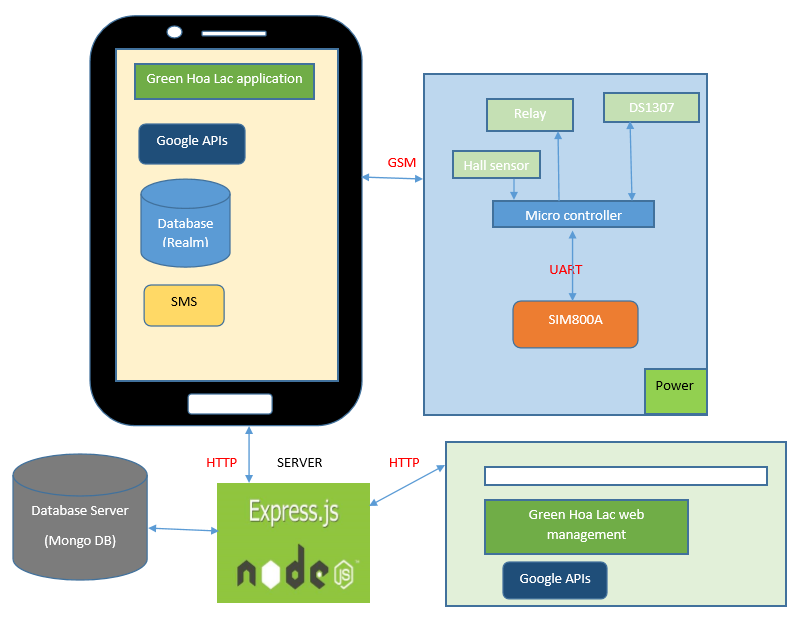 Green Hoa Lac application
Google APIs
Database
(Realm)
SMS
GSM
Relay
DS1307
Hall sensor
Micro controller
UART
SIM800A
Power
HTTP
SERVER
HTTP
Database Server
(Mongo DB)
Express.js
node
JS
Green Hoa Lac web
management
Google APIs